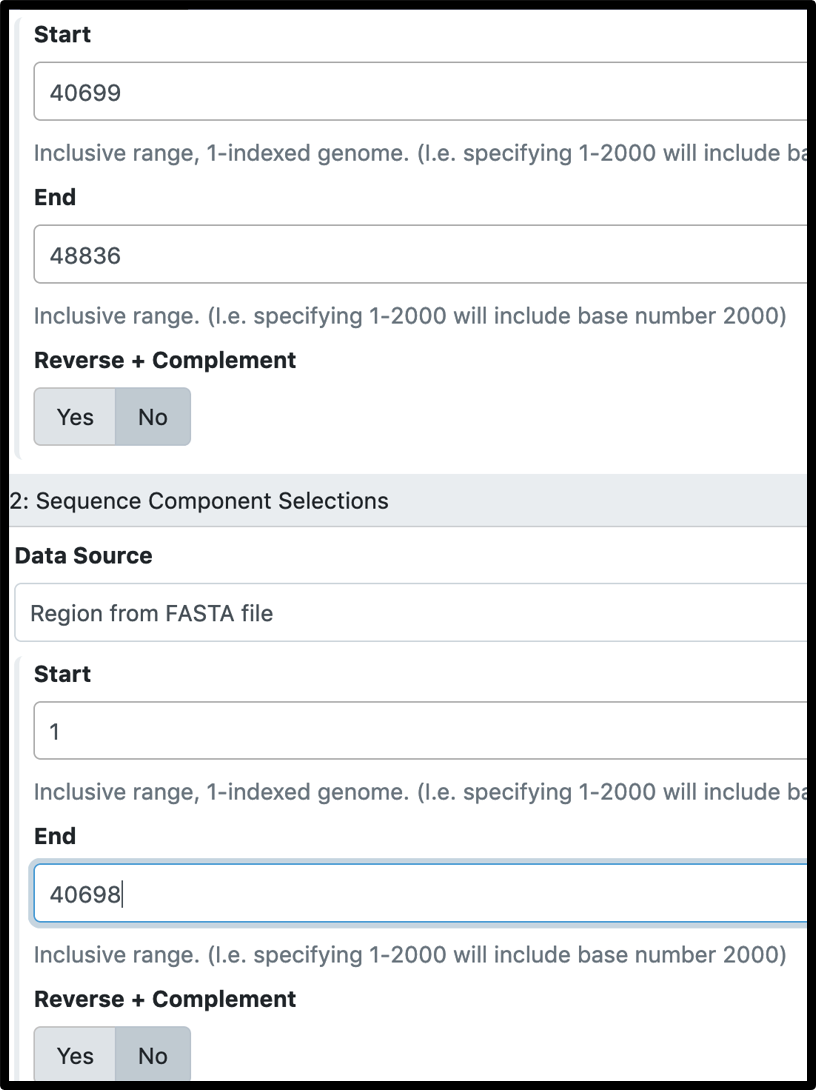 Start
40699
Inclusive range, 1-indexed genome. (I.e. specifying 1-2000 will include
End
48836
Inclusive range. (I.e. specifying 1-2000 will include base number 2000)
Reverse + Complement
Yes No
2: Sequence Component Selections
Data Source
Region from FASTA file
Start
1
Inclusive range, 1-indexed genome. (I.e. specifying 1-2000 will include
End
40698
Inclusive range. (I.e. specifying 1-2000 will include base number 2000)
Reverse + Complement
Yes No